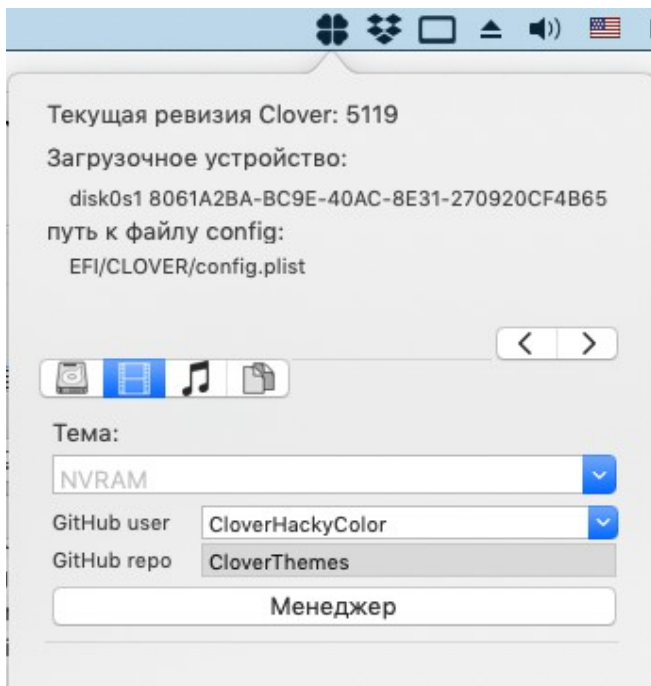 Текущая ревизия Clover: 5119
Загрузочное устройство:
disk0s1 8061A2BA-BC9E-40AC-8E31-270920CF4B65
путь к файлу config:
EFI/CLOVER/config.plist
Тема:
NVRAM
GitHub user CloverHackyColor
GitHub repo CloverThemes
Менеджер